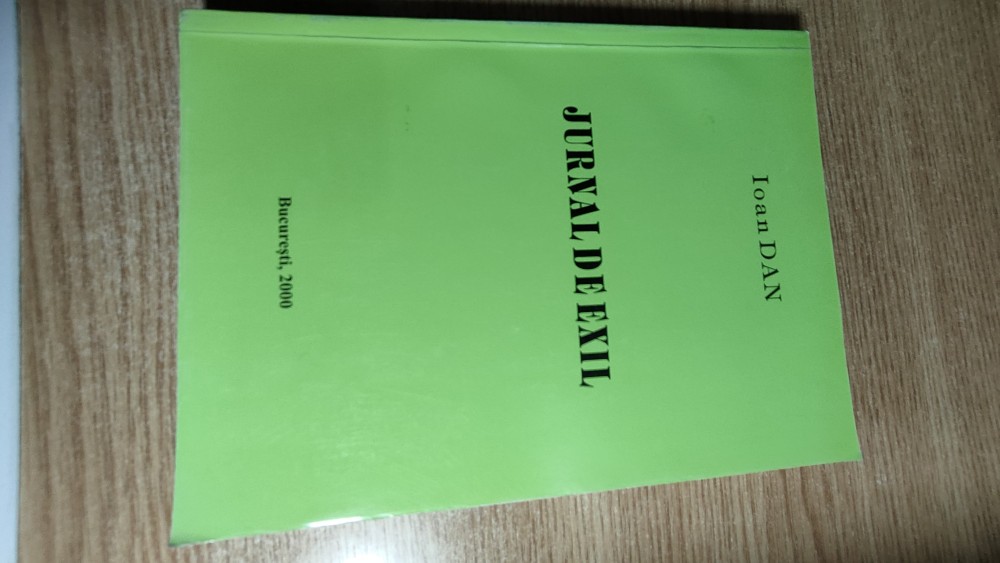 Ioan DAN
JURNAL DE EXIL
București, 2000